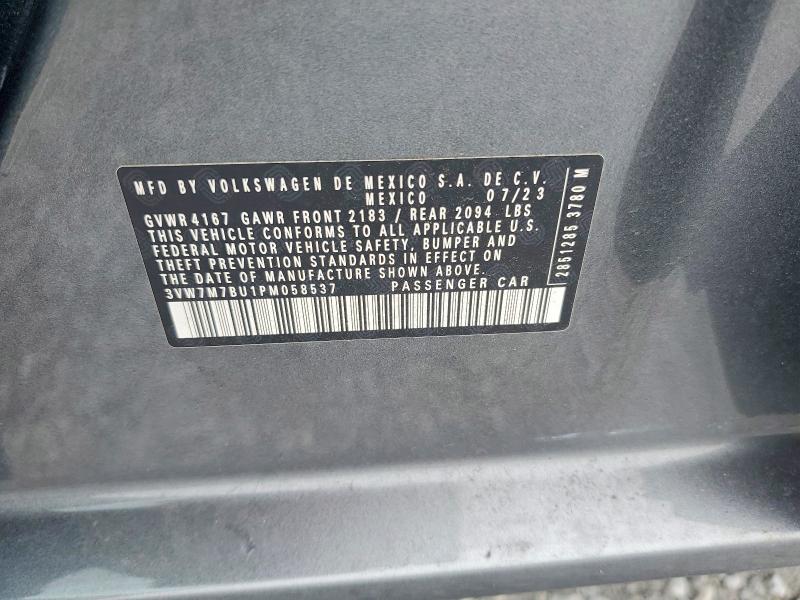 MFD BY VOLKSWAGEN DE MEXICO S.A. DE C.V.
MEXICO 07/23
GVWR 4167 GAWR FRONT 2183 / REAR 2094 LBS
THIS VEHICLE CONFORMS TO ALL APPLICABLE U.S.
FEDERAL MOTOR VEHICLE SAFETY, BUMPER AND
THEFT PREVENTION STANDARDS IN EFFECT ON
THE DATE OF MANUFACTURE SHOWN ABOVE.
3VW7M7BU1PM058537 PASSENGER CAR
2851285 3780 M